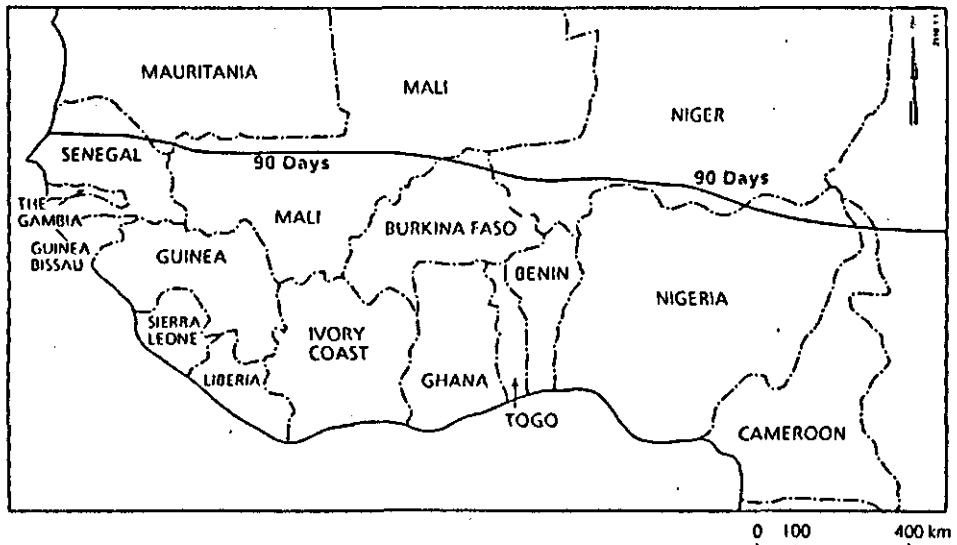 MAURITANIA
MALI
NIGER
SENEGAL
90 Days
90 Days
THE
GAMBIA
MALI
BURKINA FASO
GUINEA
BISSAU
GUINEA
BENIN
NIGERIA
SIERRA
LEONE
IVORY
COAST
LIBERIA
GHANA
TOGO
CAMEROON
0 100 400 km